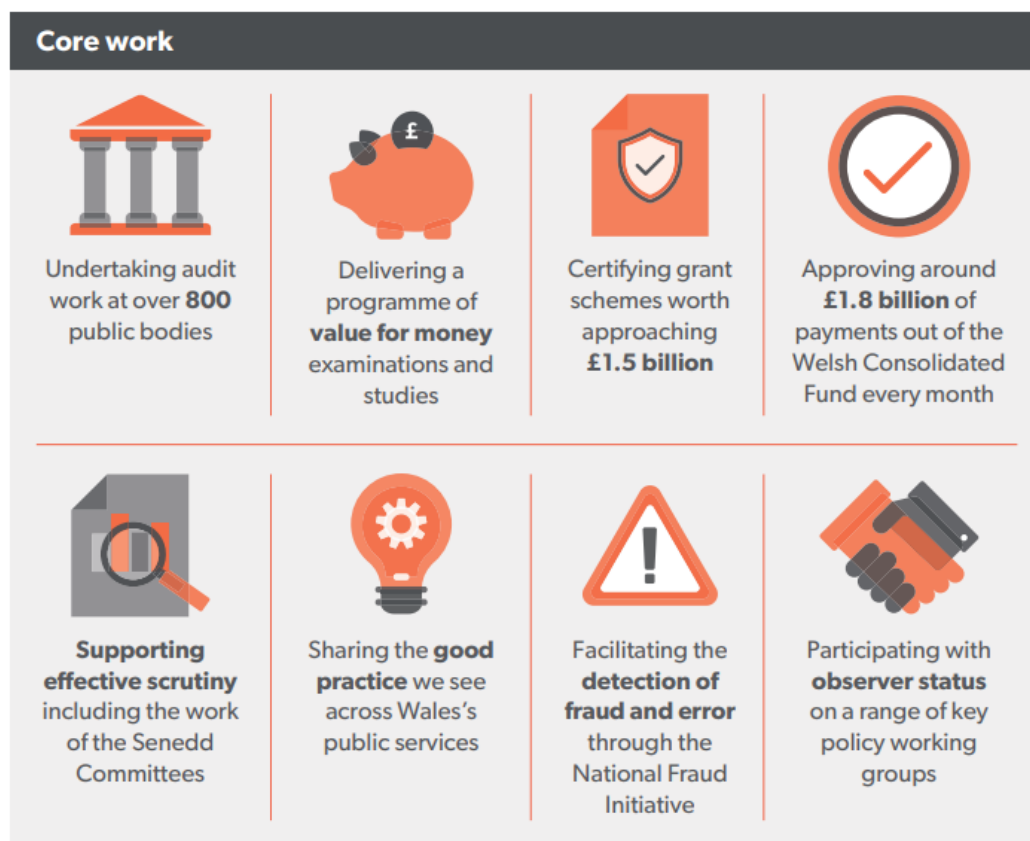 Core work
£
Undertaking audit
work at over 800
public bodies
Delivering a
programme of
value for money
examinations and
studies
Certifying grant
schemes worth
approaching
£1.5 billion
Approving around
£1.8 billion of
payments out of the
Welsh Consolidated
Fund every month
Supporting
effective scrutiny
including the work
of the Senedd
Committees
Sharing the good
practice we see
across Wales’s
public services
Facilitating the
detection of
fraud and error
through the
National Fraud
Initiative
Participating with
observer status
on a range of key
policy working
groups